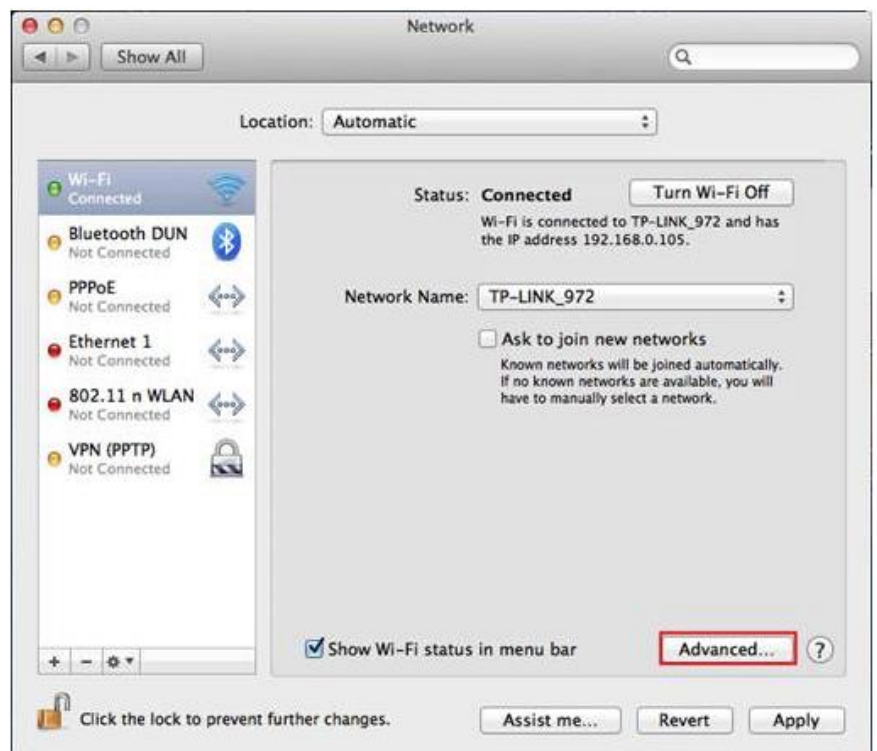 Network
Show All
Location: Automatic
Wi-Fi
Connected
Bluetooth DUN
Not Connected
PPPoE
Not Connected
Ethernet 1
Not Connected
802.11 n WLAN
Not Connected
VPN (PPTP)
Not Connected
Status: Connected
Turn Wi-Fi Off
Wi-Fi is connected to TP-LINK_972 and has
the IP address 192.168.0.105.
Network Name: TP-LINK_972
Ask to join new networks
Known networks will be joined automatically.
If no known networks are available, you will
have to manually select a network.
Show Wi-Fi status in menu bar
Advanced...
?
+ −
Click the lock to prevent further changes.
Assist me...
Revert
Apply